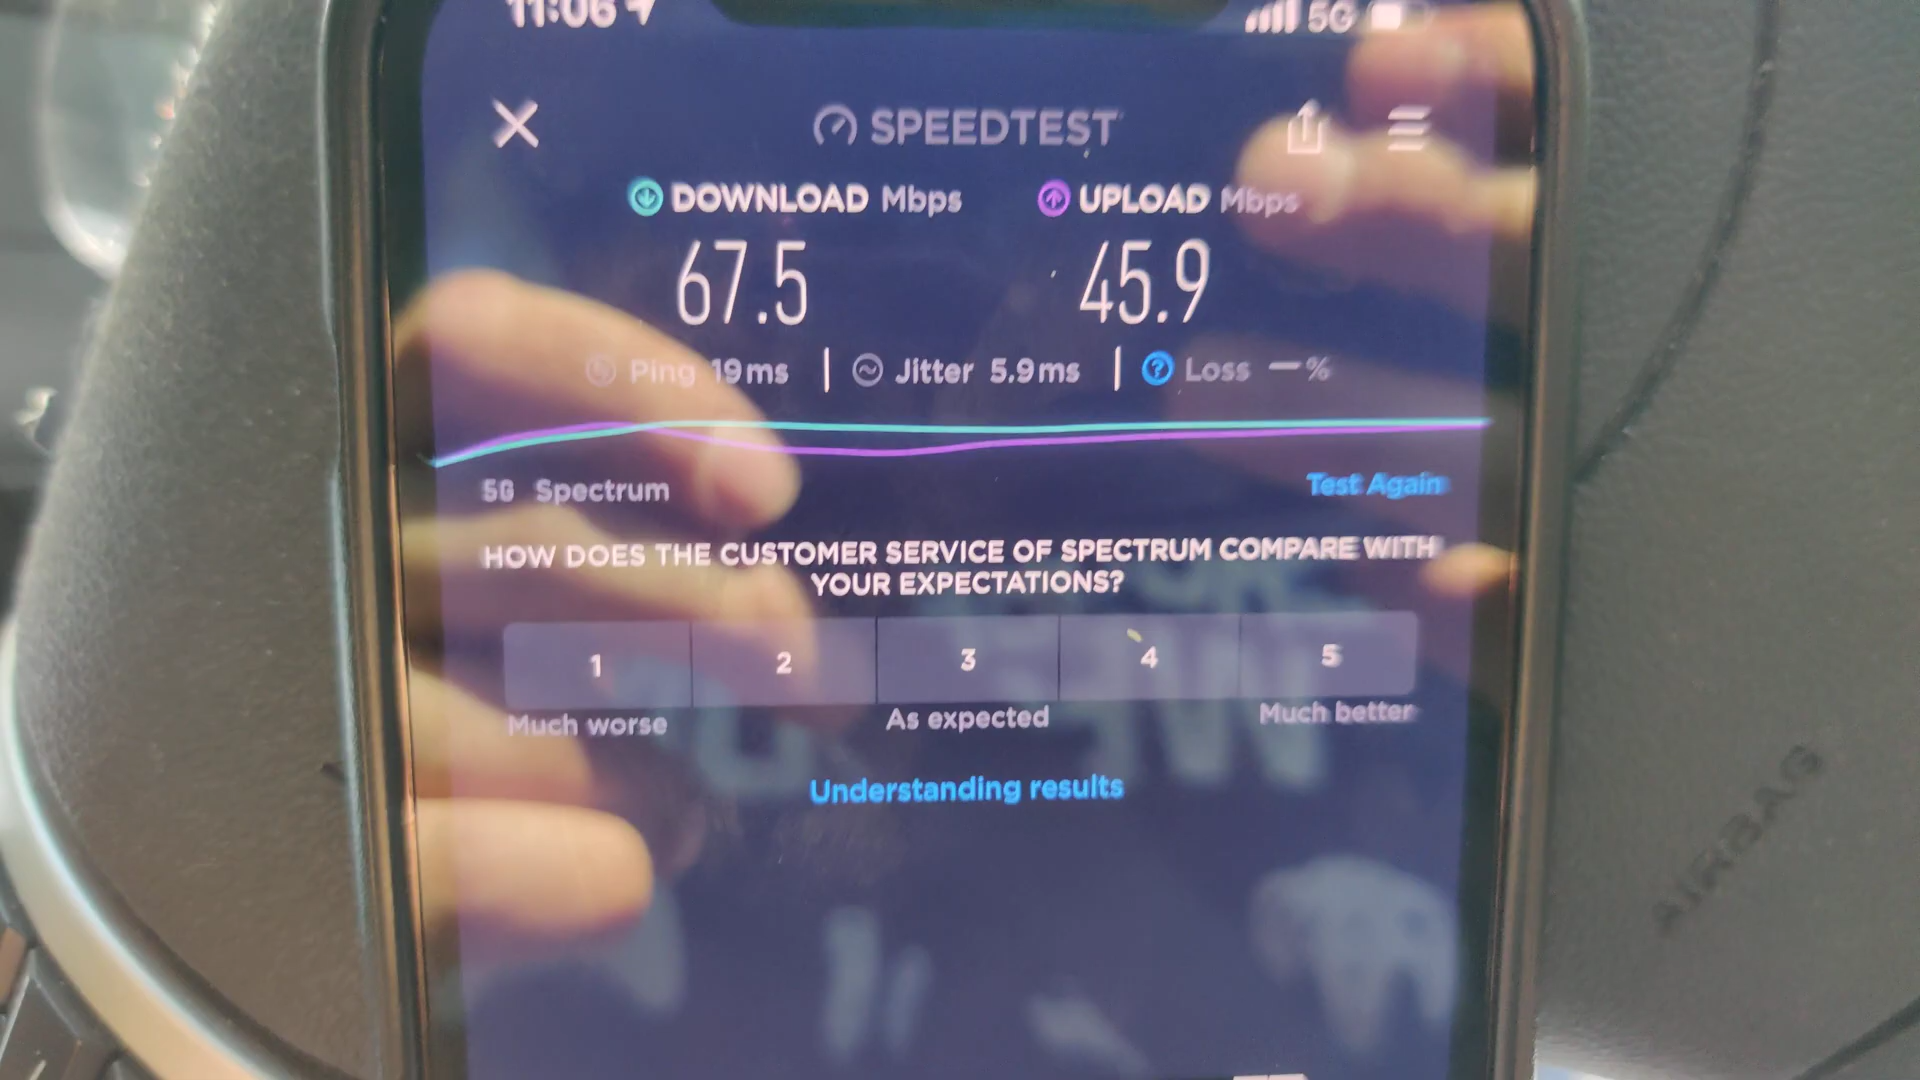 11:06 5G
SPEEDTEST
DOWNLOAD Mbps UPLOAD Mbps
67.5 45.9
Ping 19ms Jitter 5.9ms Loss —%
5G Spectrum Test Again
HOW DOES THE CUSTOMER SERVICE OF SPECTRUM COMPARE WITH
YOUR EXPECTATIONS?
1 2 3 4 5
Much worse As expected Much better
Understanding results
AIRBAG